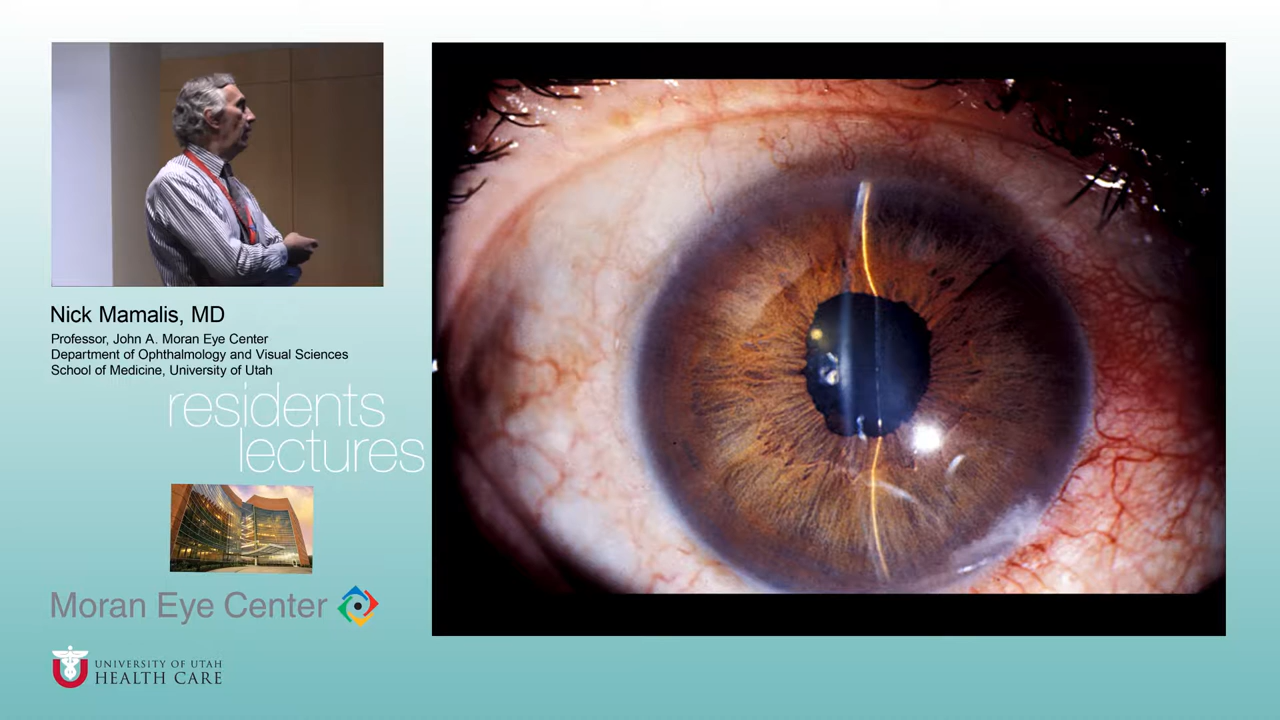 Nick Mamalis, MD
Professor, John A. Moran Eye Center
Department of Ophthalmology and Visual Sciences
School of Medicine, University of Utah
residents
lectures
Moran Eye Center
UNIVERSITY OF UTAH
HEALTH CARE